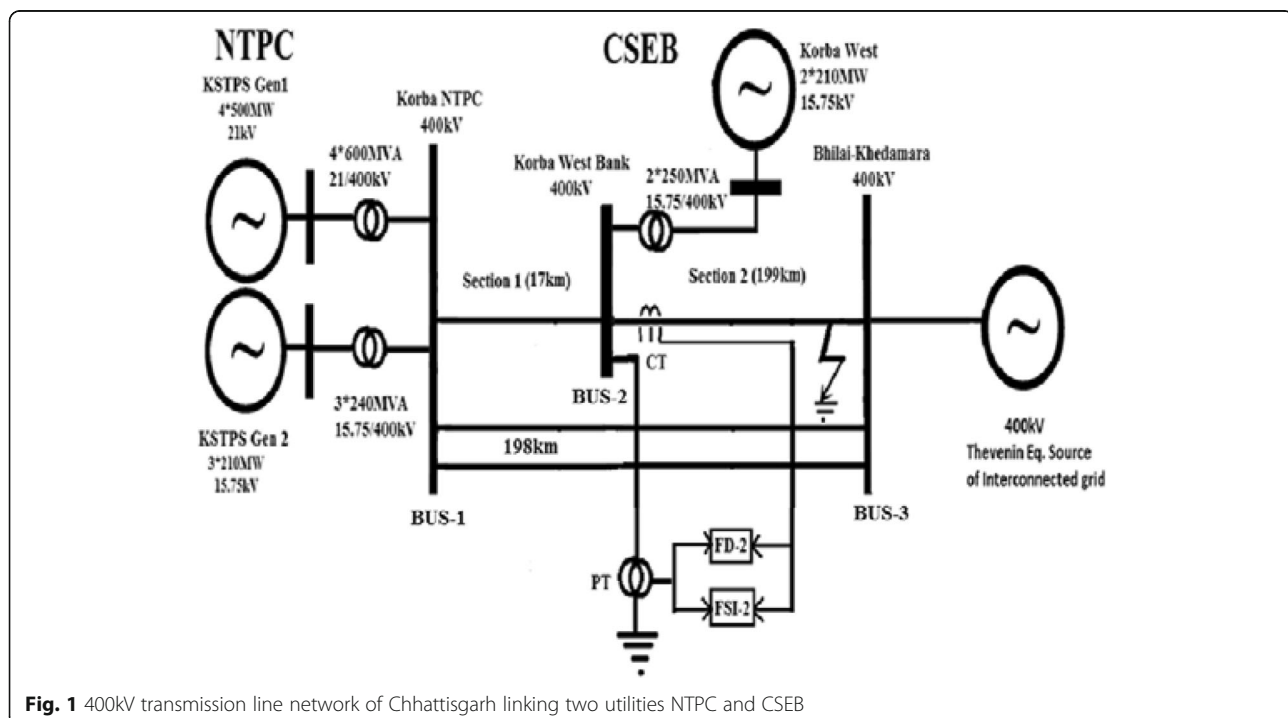 NTPC
KSTPS Gen1
4*500MW
21kV
4*600MVA
21/400kV
Korba NTPC
400kV
CSEB
Korba West
2*210MW
15.75kV
Korba West Bank
400kV
2*250MVA
15.75/400kV
Bhilai-Khedamara
400kV
Section 1 (17km)
Section 2 (199km)
CT
BUS-2
3*240MVA
15.75/400kV
KSTPS Gen 2
3*210MW
15.75kV
198km
BUS-1
BUS-3
400kV
Thevenin Eq. Source
of Interconnected grid
PT
FD-2
FSI-2
Fig. 1 400kV transmission line network of Chhattisgarh linking two utilities NTPC and CSEB